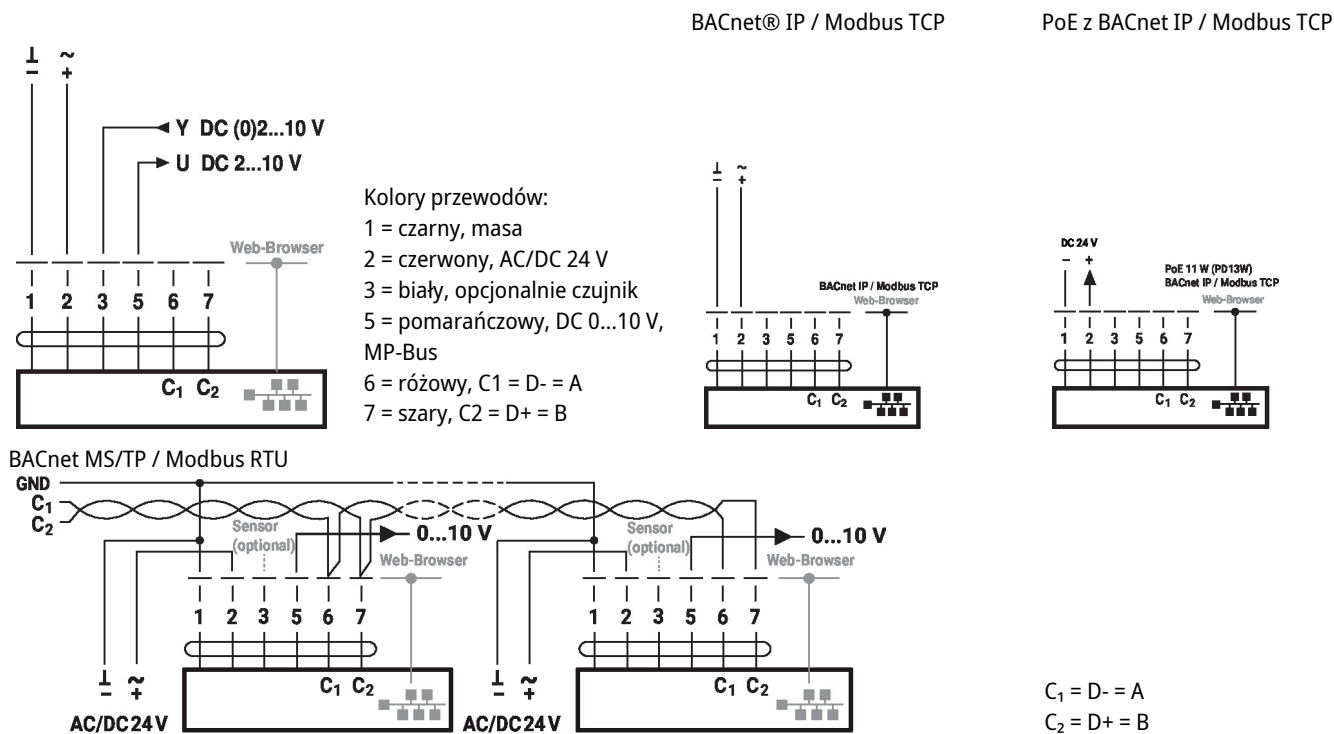 BACnet® IP / Modbus TCP
PoE z BACnet IP / Modbus TCP
⊥ ~
− +
Y DC (0)2...10 V
U DC 2...10 V
Web-Browser
1 2 3 5 6 7
C₁ C₂
Kolory przewodów:
1 = czarny, masa
2 = czerwony, AC/DC 24 V
3 = biały, opcjonalnie czujnik
5 = pomarańczowy, DC 0...10 V,
MP-Bus
6 = różowy, C1 = D- = A
7 = szary, C2 = D+ = B
⊥ ~
− +
BACnet IP / Modbus TCP
Web-Browser
1 2 3 5 6 7
C₁ C₂
DC 24 V
− +
PoE 11 W (PD13W)
BACnet IP / Modbus TCP
Web-Browser
1 2 3 5 6 7
C₁ C₂
BACnet MS/TP / Modbus RTU
GND
C₁
C₂
Sensor
(optional)
0...10 V
Web-Browser
1 2 3 5 6 7
C₁ C₂
⊥ ~
− +
AC/DC 24 V
Sensor
(optional)
0...10 V
Web-Browser
1 2 3 5 6 7
C₁ C₂
⊥ ~
− +
AC/DC 24 V
C₁ = D- = A
C₂ = D+ = B